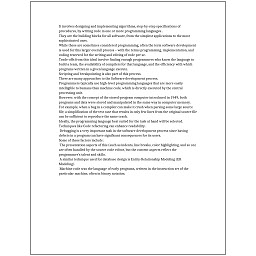 It involves designing and implementing algorithms, step-by-step specifications of
procedures, by writing code in one or more programming languages.
They are the building blocks for all software, from the simplest applications to the most
sophisticated ones.
While these are sometimes considered programming, often the term software development
is used for this larger overall process – with the terms programming, implementation, and
coding reserved for the writing and editing of code per se.
Trade-offs from this ideal involve finding enough programmers who know the language to
build a team, the availability of compilers for that language, and the efficiency with which
programs written in a given language execute.
Scripting and breakpointing is also part of this process.
There are many approaches to the Software development process.
Programmers typically use high-level programming languages that are more easily
intelligible to humans than machine code, which is directly executed by the central
processing unit.
However, with the concept of the stored-program computer introduced in 1949, both
programs and data were stored and manipulated in the same way in computer memory.
For example, when a bug in a compiler can make it crash when parsing some large source
file, a simplification of the test case that results in only few lines from the original source file
can be sufficient to reproduce the same crash.
Ideally, the programming language best suited for the task at hand will be selected.
Techniques like Code refactoring can enhance readability.
Debugging is a very important task in the software development process since having
defects in a program can have significant consequences for its users.
Some of these factors include:
The presentation aspects of this (such as indents, line breaks, color highlighting, and so on)
are often handled by the source code editor, but the content aspects reflect the
programmer's talent and skills.
A similar technique used for database design is Entity-Relationship Modeling (ER
Modeling).
Machine code was the language of early programs, written in the instruction set of the
particular machine, often in binary notation.